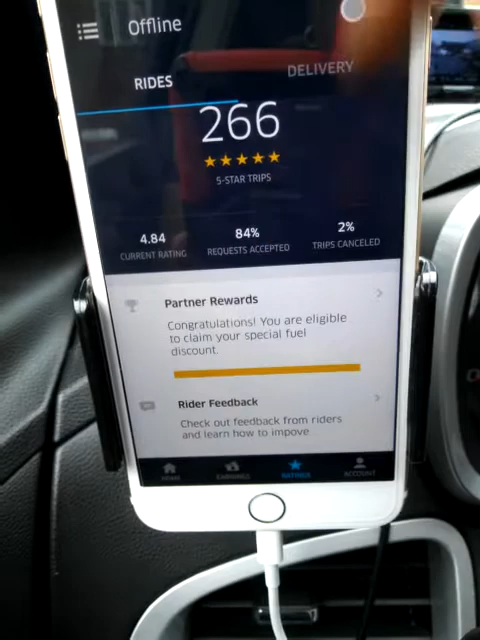 Offline
RIDES
DELIVERY
266
5-STAR TRIPS
4.84
84%
2%
CURRENT RATING
REQUESTS ACCEPTED
TRIPS CANCELED
Partner Rewards
Congratulations! You are eligible
to claim your special fuel
discount.
Rider Feedback
Check out feedback from riders
and learn how to impove
HOME
EARNINGS
RATINGS
ACCOUNT